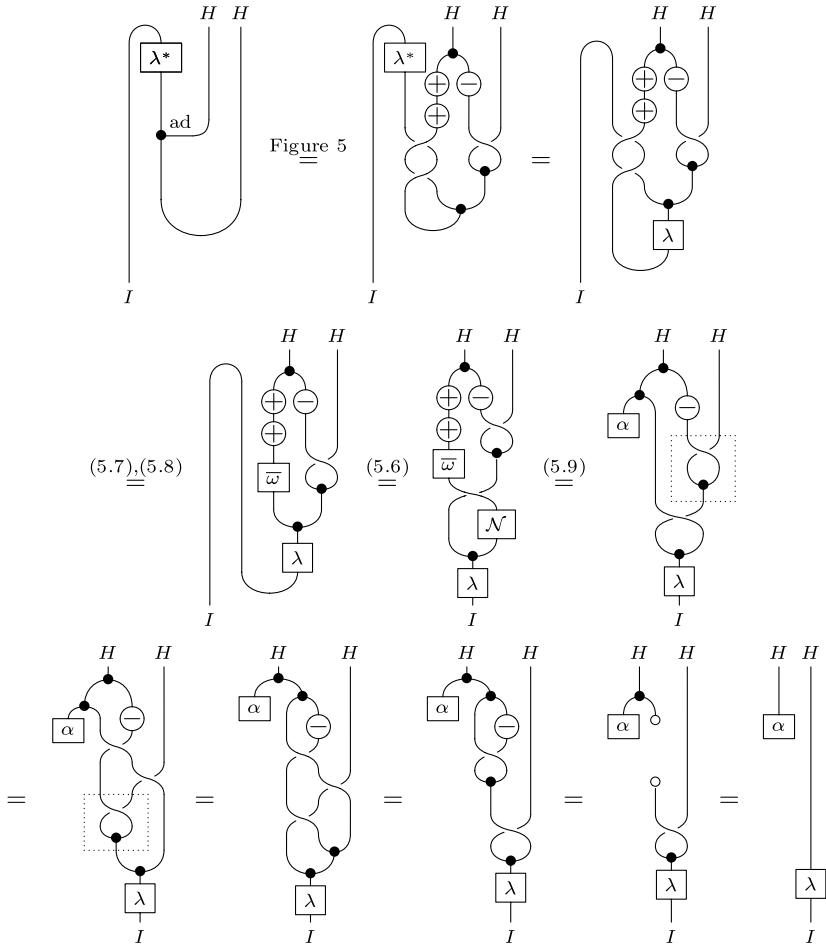 H H H H H H
λ* λ* + − + −
ad + +
Figure 5
= =
λ
I I I
H H H H H H
+ − + − α −
+ +
(5.7),(5.8) ω̅ (5.6) ω̅ (5.9)
= = =
𝒩
λ λ λ
I I I
H H H H H H H H H H
α − α − α − α α
= = = = =
λ λ λ λ λ
I I I I I